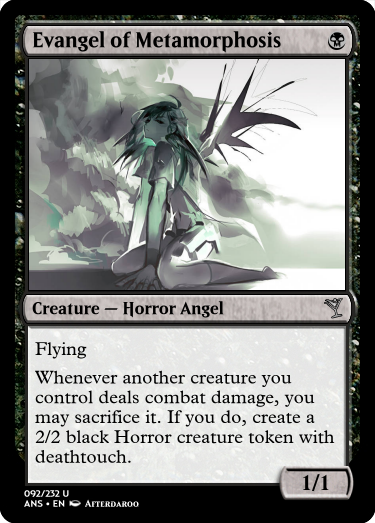 Evangel of Metamorphosis
Creature — Horror Angel
Flying
Whenever another creature you
control deals combat damage, you
may sacrifice it. If you do, create a
2/2 black Horror creature token with
deathtouch.
1/1
092/232 U
ANS • EN Afterdaroo